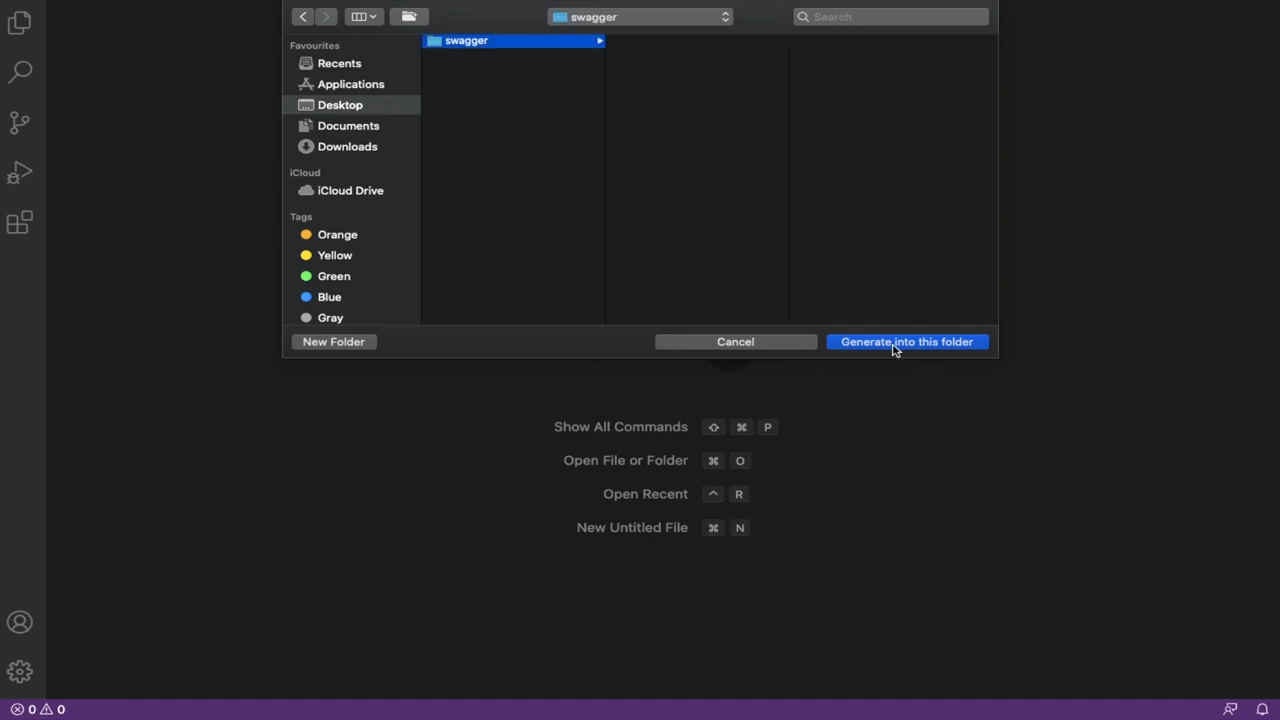 swagger
Search
Favourites
swagger
Recents
Applications
Desktop
Documents
Downloads
iCloud
iCloud Drive
Tags
Orange
Yellow
Green
Blue
Gray
New Folder
Cancel
Generate into this folder
Show All Commands ⇧ ⌘ P
Open File or Folder ⌘ O
Open Recent ^ R
New Untitled File ⌘ N
0 0